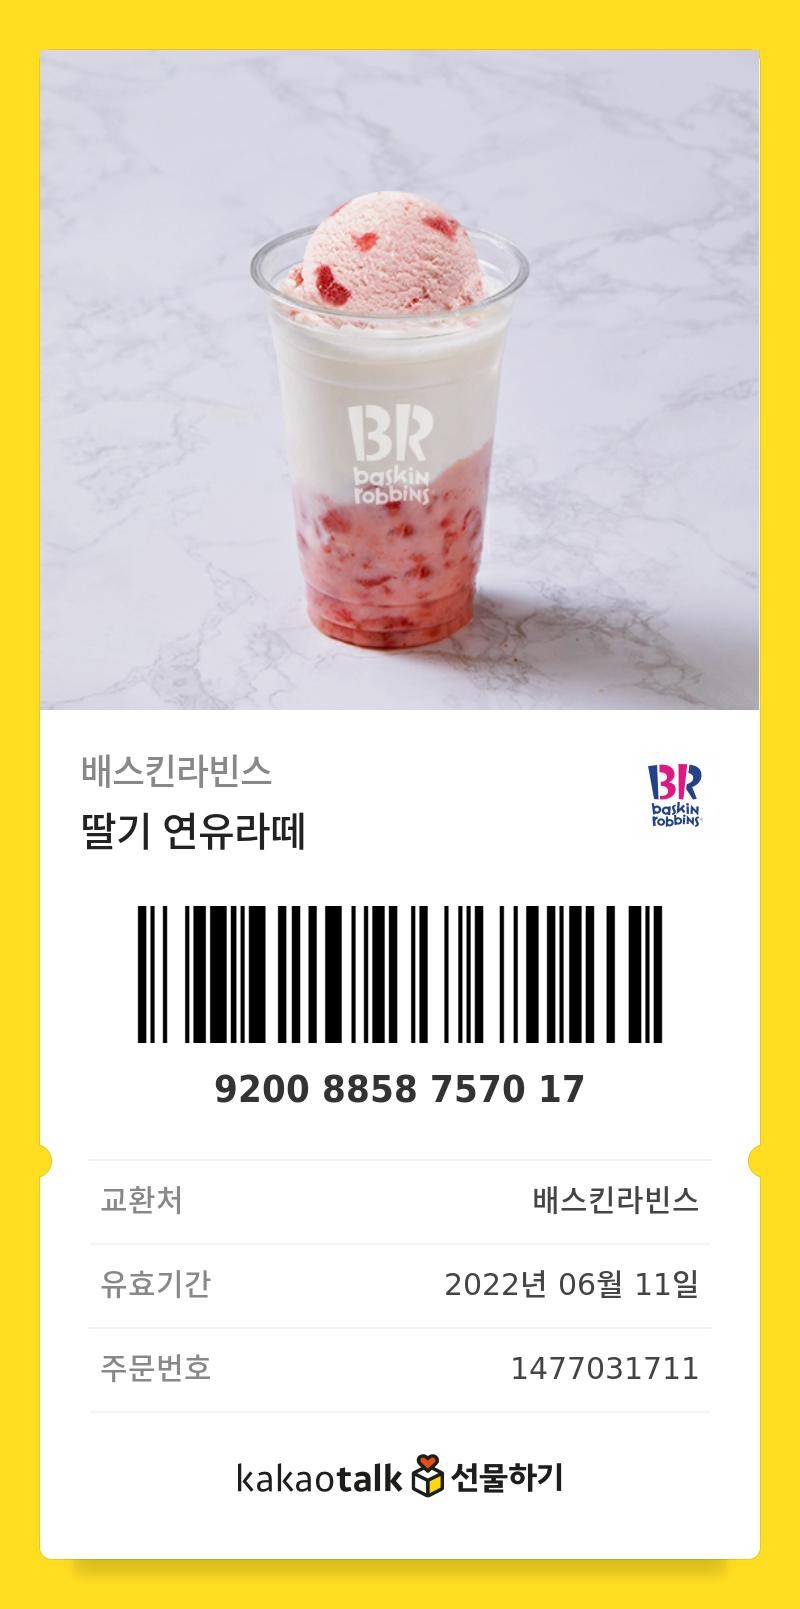 BR
baskin
robbins
배스킨라빈스
딸기 연유라떼
BR
baskin
robbins
9200 8858 7570 17
교환처 배스킨라빈스
유효기간 2022년 06월 11일
주문번호 1477031711
kakaotalk 선물하기